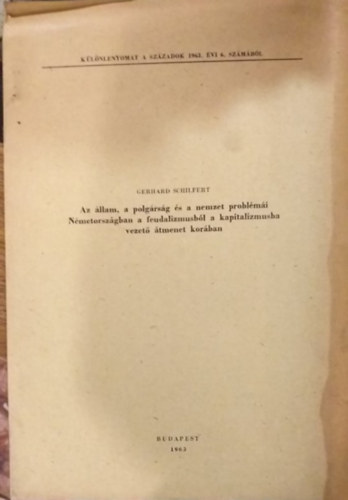 KÜLÖNLENYOMAT A SZÁZADOK 1963. ÉVI 6. SZÁMÁBÓL
GERHARD SCHILFERT
Az állam, a polgárság és a nemzet problémái
Németországban a feudalizmusból a kapitalizmusba
vezető átmenet korában
BUDAPEST
1963